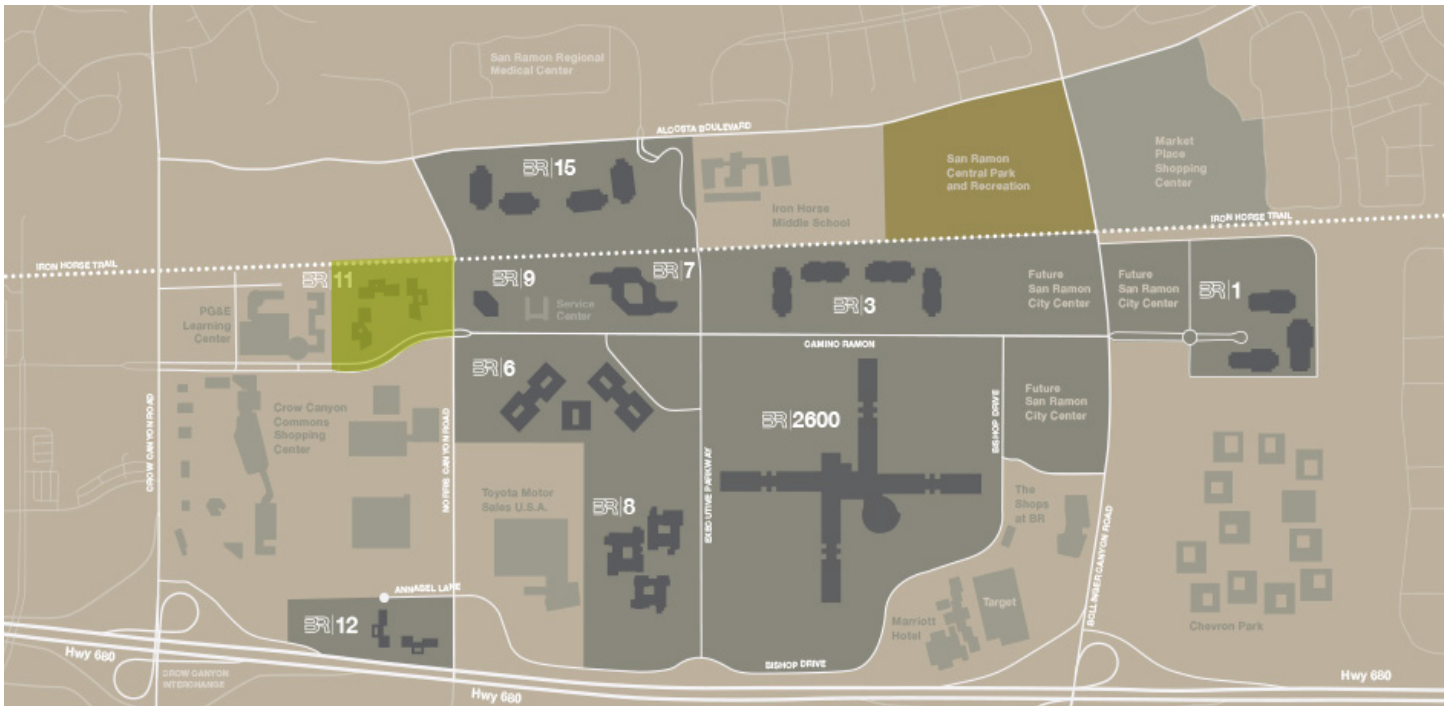 San Ramon Regional
Medical Center
ALCOSTA BOULEVARD
BR|15
San Ramon
Central Park
and Recreation
Market
Place
Shopping
Center
Iron Horse
Middle School
IRON HORSE TRAIL
IRON HORSE TRAIL
BR|11
BR|9
Service
Center
BR|7
BR|3
Future
San Ramon
City Center
Future
San Ramon
City Center
BR|1
PG&E
Learning
Center
CAMINO RAMON
BR|6
BR|2600
Future
San Ramon
City Center
Crow Canyon
Commons
Shopping
Center
CROW CANYON ROAD
NORRIS CANYON ROAD
EXECUTIVE PARKWAY
BISHOP DRIVE
Toyota Motor
Sales U.S.A.
BR|8
The
Shops
at BR
BOLLINGER CANYON ROAD
ANNABEL LANE
BR|12
Marriott
Hotel
Target
Chevron Park
BISHOP DRIVE
Hwy 680
CROW CANYON
INTERCHANGE
Hwy 680
Hwy 680